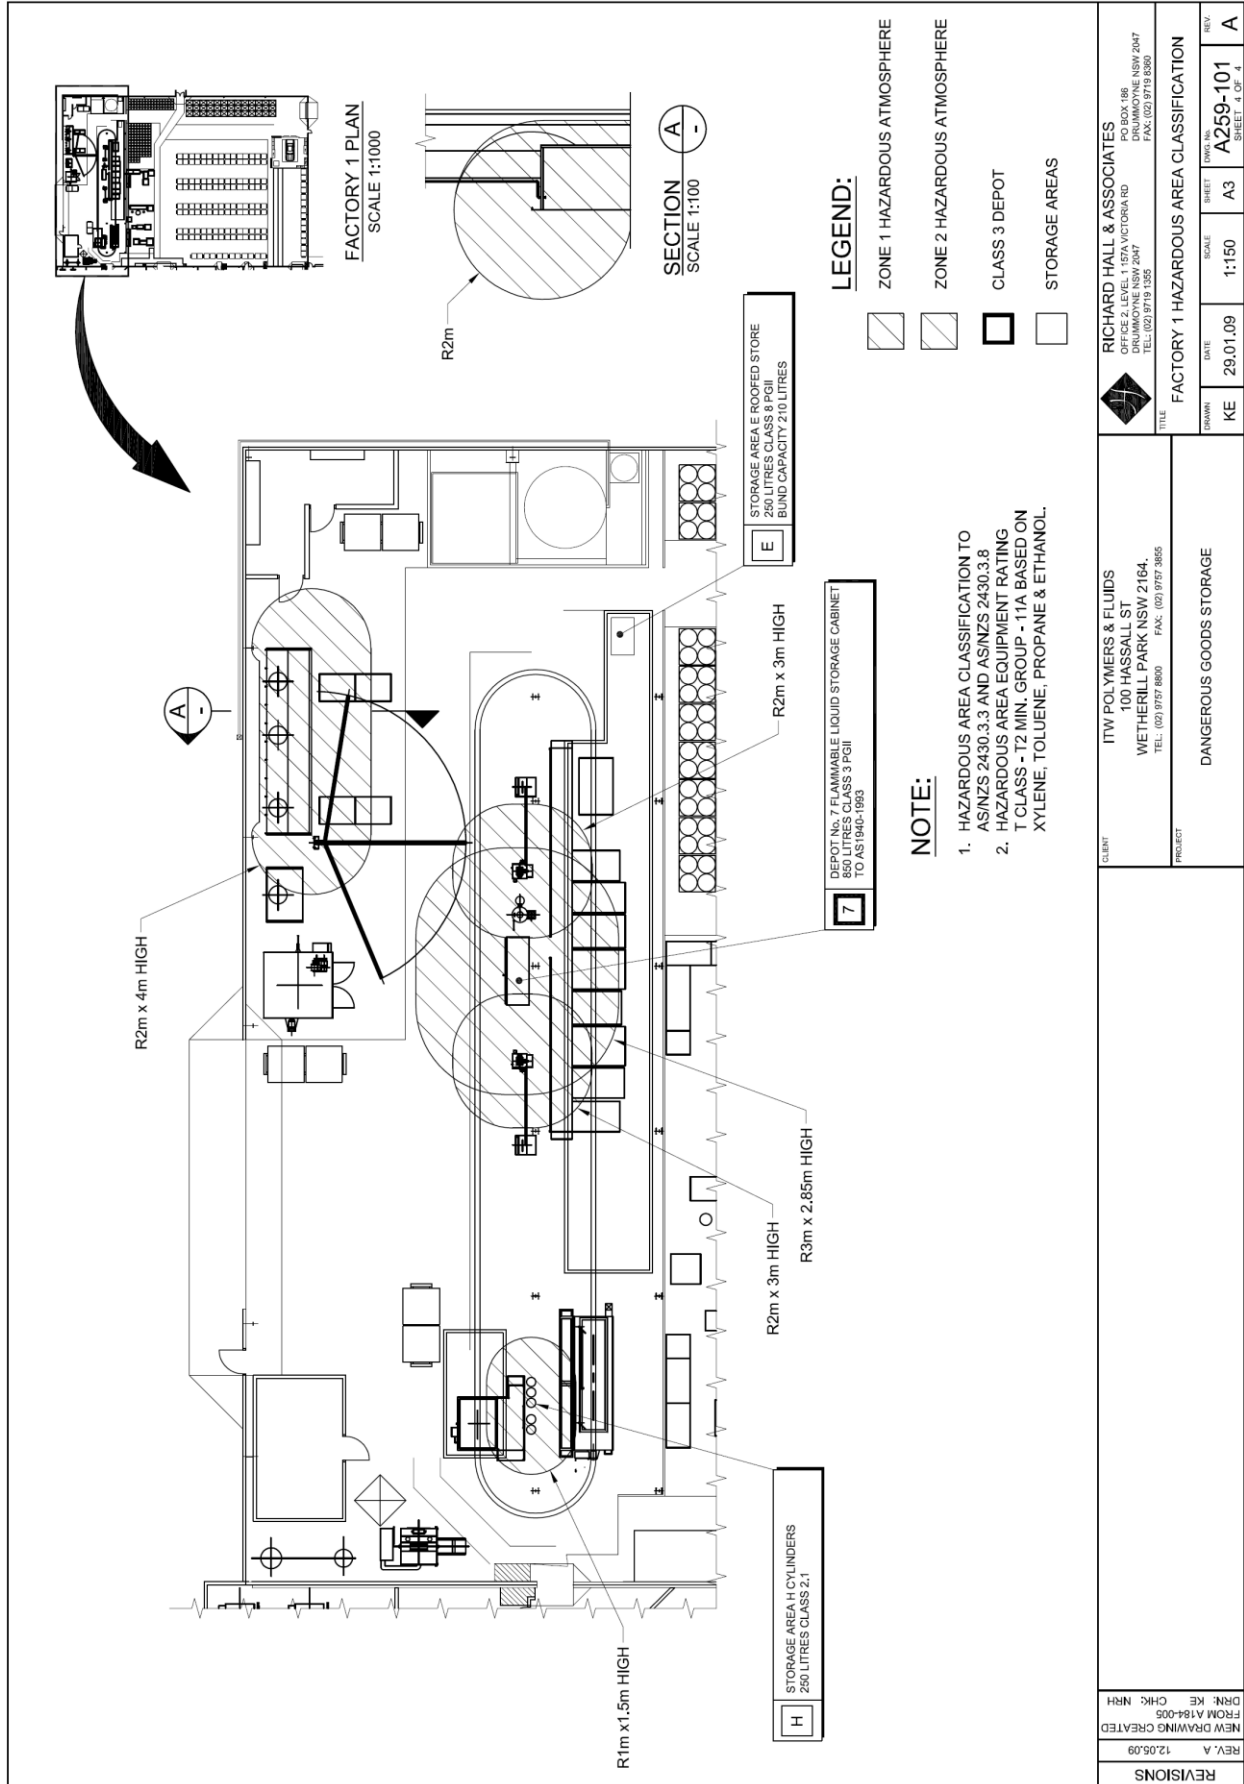 FACTORY 1 PLAN
SCALE 1:1000
R2m
SECTION
SCALE 1:100
A
-
LEGEND:
ZONE 1 HAZARDOUS ATMOSPHERE
ZONE 2 HAZARDOUS ATMOSPHERE
CLASS 3 DEPOT
STORAGE AREAS
R2m x 4m HIGH
A
-
E
STORAGE AREA E ROOFED STORE
250 LITRES CLASS 8 PGII
BUND CAPACITY 210 LITRES
R2m x 3m HIGH
7
DEPOT No. 7 FLAMMABLE LIQUID STORAGE CABINET
850 LITRES CLASS 3 PGII
TO AS1940-1993
R3m x 2.85m HIGH
R2m x 3m HIGH
R1m x1.5m HIGH
H
STORAGE AREA H CYLINDERS
250 LITRES CLASS 2.1
NOTE:
1. HAZARDOUS AREA CLASSIFICATION TO
AS/NZS 2430.3.3 AND AS/NZS 2430.3.8
2. HAZARDOUS AREA EQUIPMENT RATING
T CLASS - T2 MIN. GROUP - 11A BASED ON
XYLENE, TOLUENE, PROPANE & ETHANOL.
REVISIONS
REV. A 12.05.09
NEW DRAWING CREATED
FROM A184-005
DRN: KE CHK: NRH
CLIENT
ITW POLYMERS & FLUIDS
100 HASSALL ST
WETHERILL PARK NSW 2164.
TEL: (02) 9757 8800 FAX: (02) 9757 3855
PROJECT
DANGEROUS GOODS STORAGE
RICHARD HALL & ASSOCIATES
OFFICE 2, LEVEL 1 157A VICTORIA RD
DRUMMOYNE NSW 2047
TEL: (02) 9719 1355
PO BOX 186
DRUMMOYNE NSW 2047
FAX: (02) 9719 8360
TITLE
FACTORY 1 HAZARDOUS AREA CLASSIFICATION
DRAWN
KE
DATE
29.01.09
SCALE
1:150
SHEET
A3
DWG. No.
A259-101
SHEET 4 OF 4
REV.
A